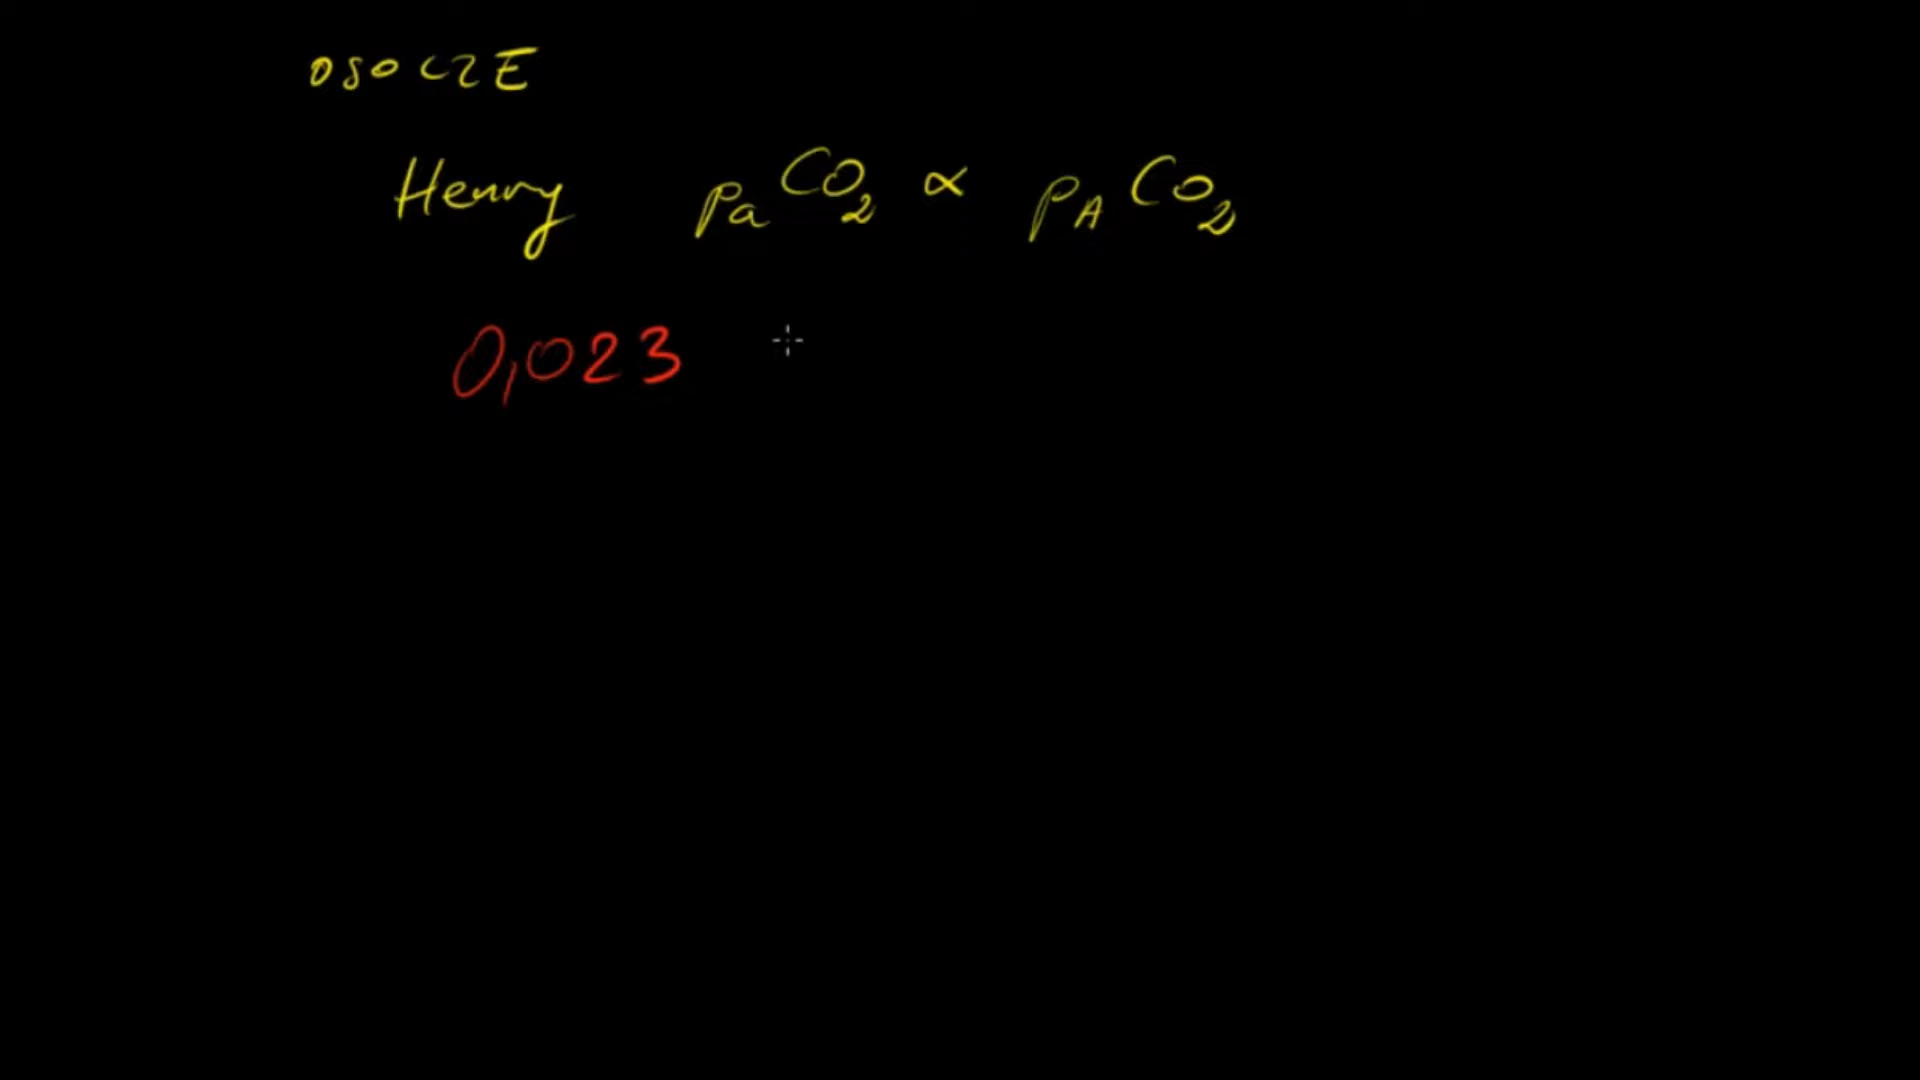 OSOCZE
Henry paCO₂ ∝ pACO₂
0,023